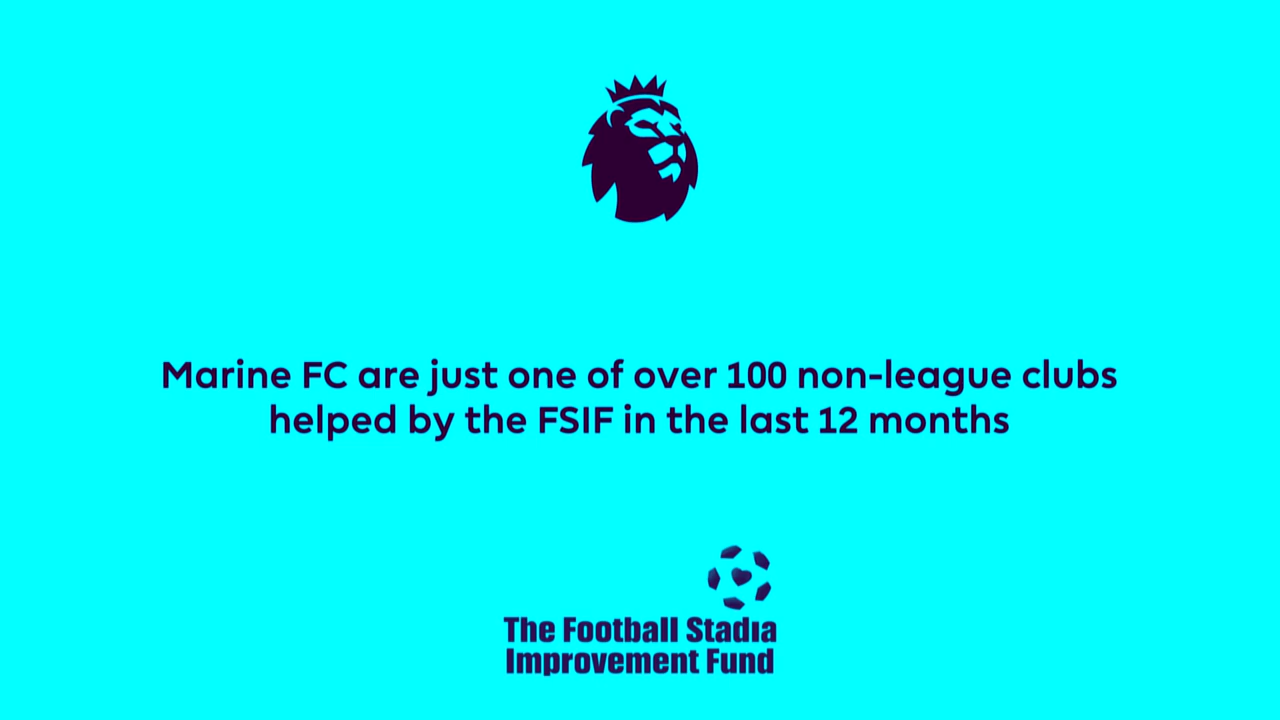 Marine FC are just one of over 100 non-league clubs
helped by the FSIF in the last 12 months
The Football Stadia
Improvement Fund